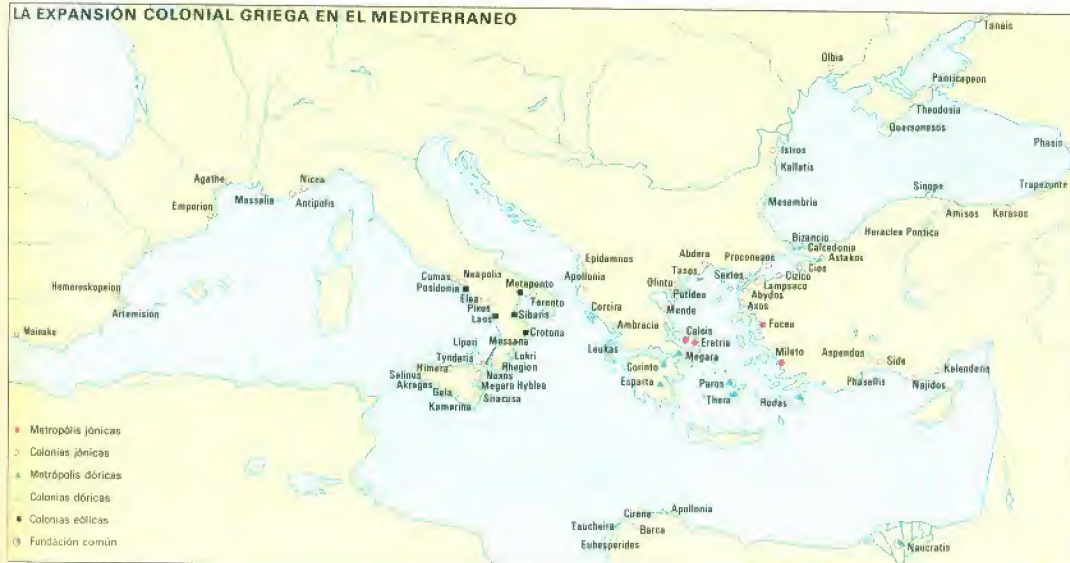 LA EXPANSIÓN COLONIAL GRIEGA EN EL MEDITERRANEO
Tanais
Olbia
Panticapeon
Theodosia
Quersonesos
Phasis
Istros
Kallatis
Agathe
Nicea
Massalia
Antipolis
Emporion
Mesembria
Sinope
Trapezunte
Amisos
Kerasos
Heraclea Pontica
Bizancio
Calcedonia
Astakos
Epidamnos
Abdera
Proconesos
Cios
Cumas
Neapolis
Metaponto
Apollonia
Tasos
Sextos
Cizico
Posidonia
Olinto
Lampsaco
Hemeroskopeion
Elea
Tarento
Potidea
Abydos
Pixos
Corcira
Mende
Axos
Artemision
Laos
Sibaris
Ambracia
Focea
Mainake
Crotona
Calcis
Lipari
Messana
Leukas
Eretria
Tyndaris
Lokri
Megara
Mileto
Aspendos
Side
Himera
Rhegion
Corinto
Kelenderis
Selinus
Naxos
Akragas
Megara Hyblea
Esparta
Paros
Phasellis
Najidos
Gela
Siracusa
Thera
Rodas
Kamarina
Metrópolis jónicas
Colonias jónicas
Metrópolis dóricas
Colonias dóricas
Colonias eólicas
Fundación común
Cirene
Apollonia
Taucheira
Barca
Euhesperides
Naucratis